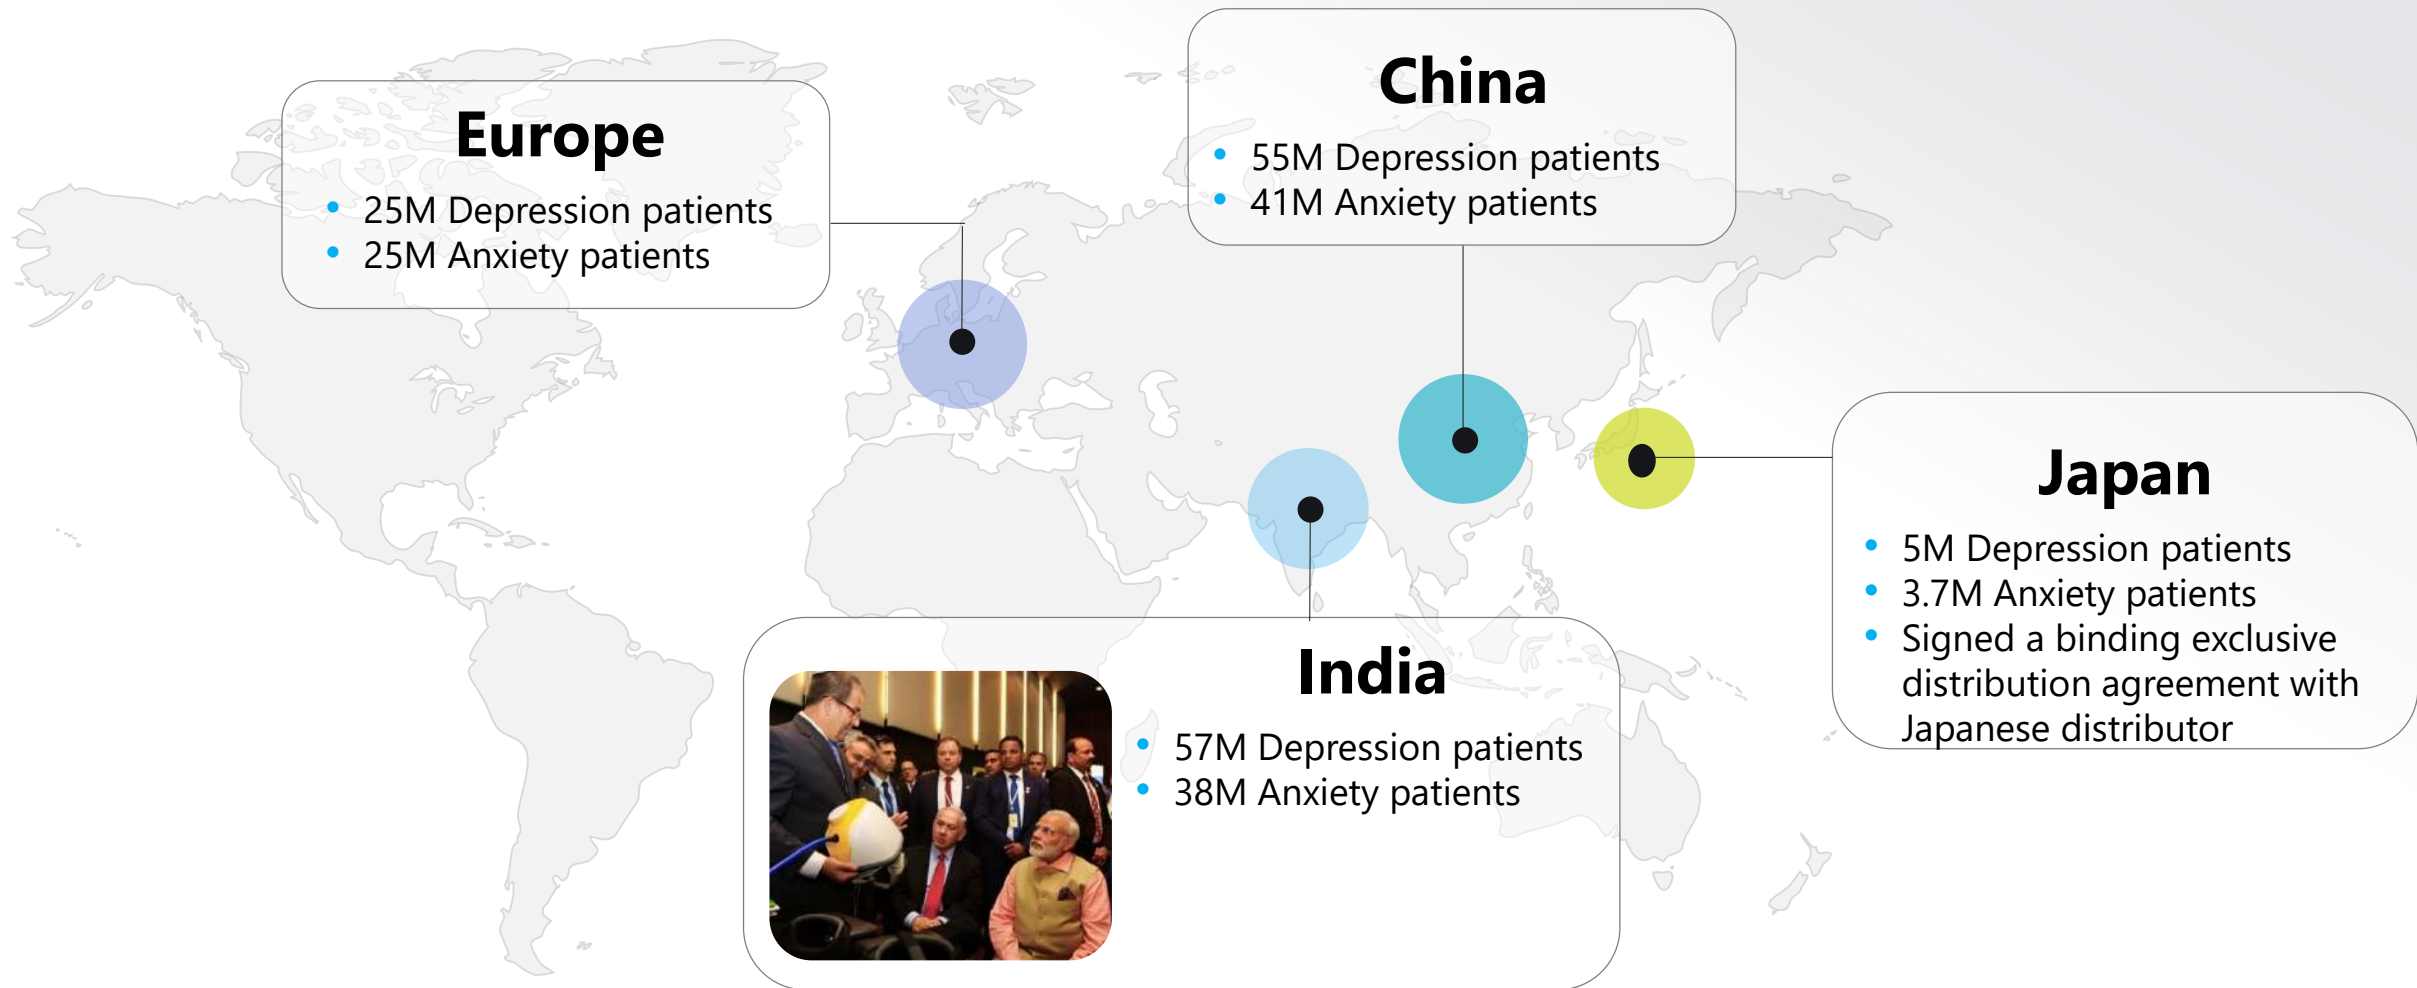 Europe
• 25M Depression patients
• 25M Anxiety patients
China
• 55M Depression patients
• 41M Anxiety patients
Japan
• 5M Depression patients
• 3.7M Anxiety patients
• Signed a binding exclusive
distribution agreement with
Japanese distributor
India
• 57M Depression patients
• 38M Anxiety patients